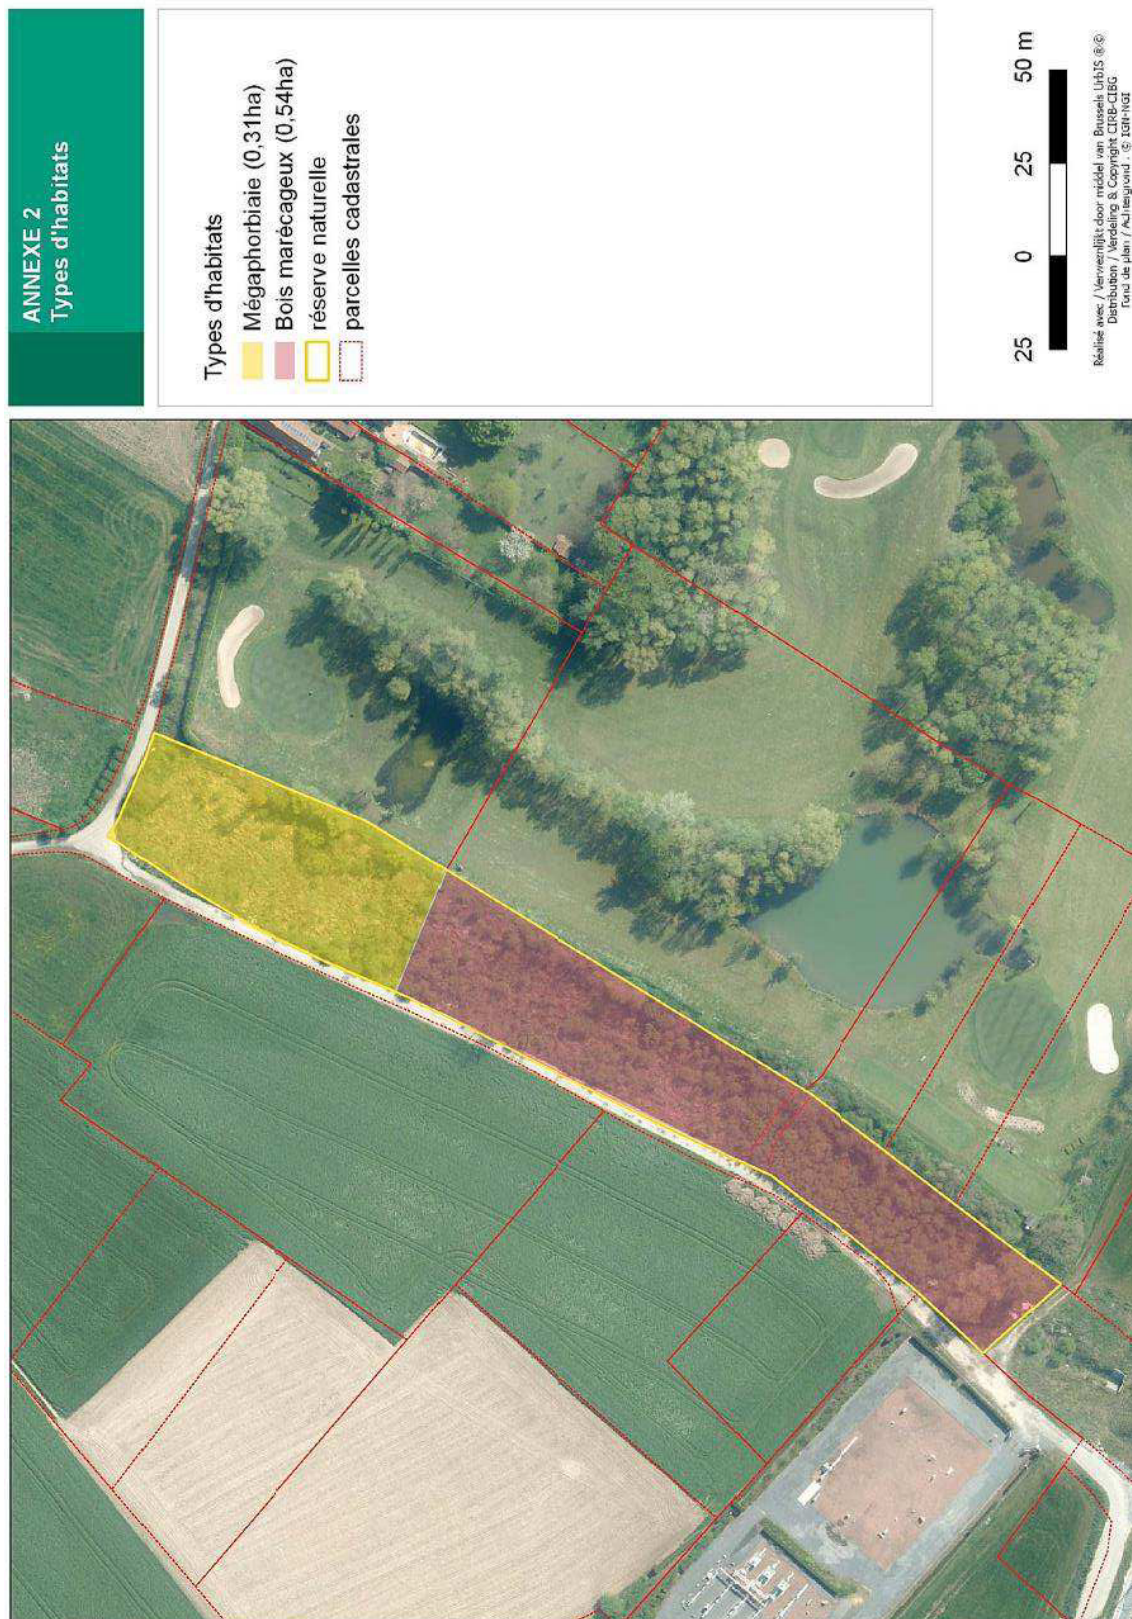 ANNEXE 2
Types d'habitats
Types d'habitats
Mégaphorbiaie (0,31ha)
Bois marécageux (0,54ha)
réserve naturelle
parcelles cadastrales
25 0 25 50 m
Réalisé avec / Verwezenlijkt door middel van Brussels UrbIS ®©
Distribution / Verdeling & Copyright CIRB-CIBG
Fond de plan / Achtergrond : © IGN-NGI